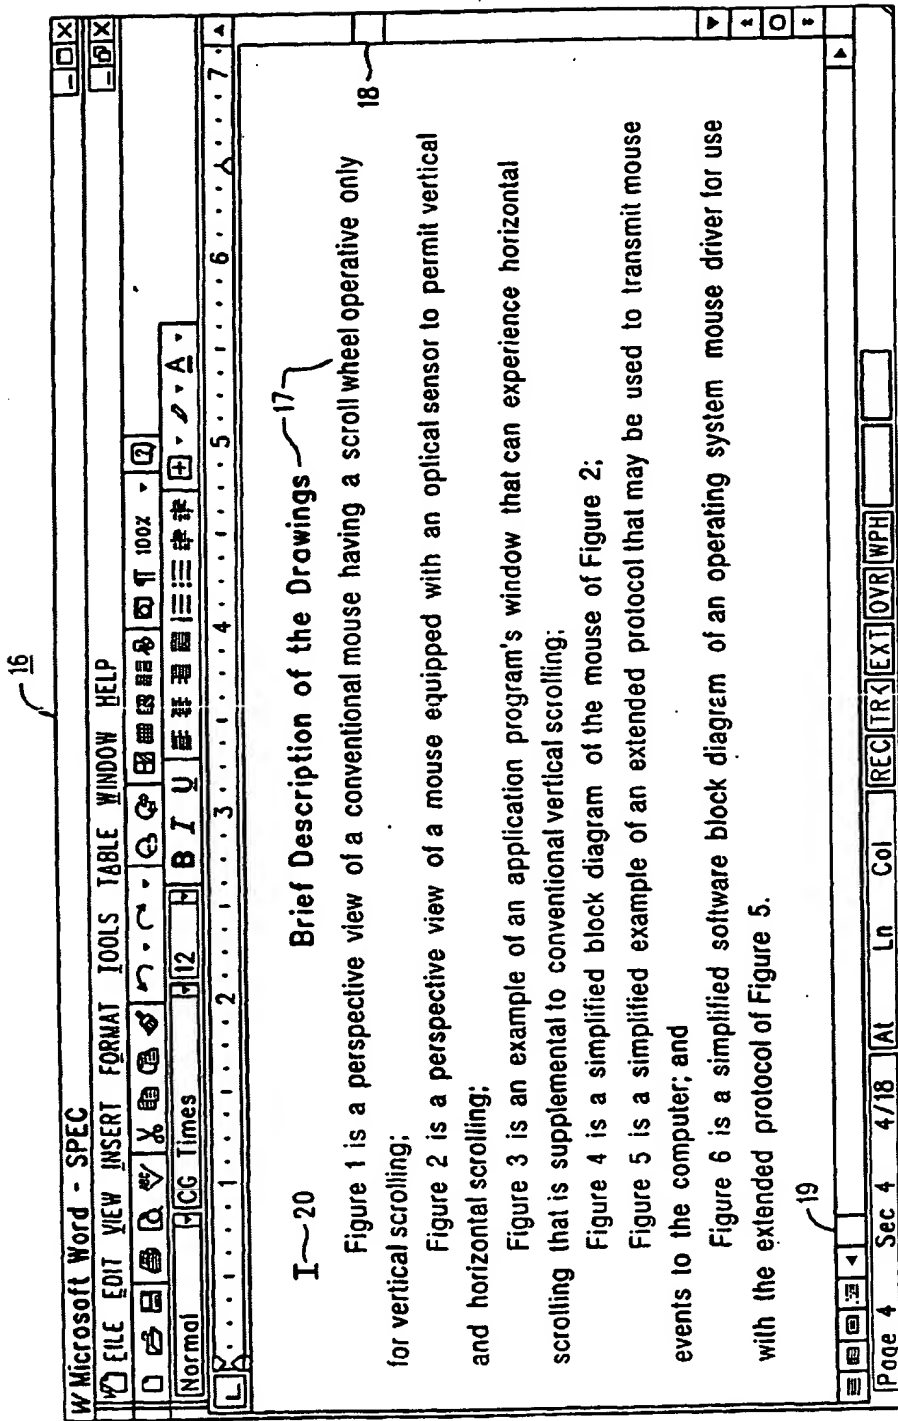 16
W Microsoft Word - SPEC
FILE EDIT VIEW INSERT FORMAT TOOLS TABLE WINDOW HELP
100%
Normal CG Times 12 B I U A
L 1 2 3 4 5 6 7
I~20 Brief Description of the Drawings 17
Figure 1 is a perspective view of a conventional mouse having a scroll wheel operative only
for vertical scrolling;
Figure 2 is a perspective view of a mouse equipped with an optical sensor to permit vertical
and horizontal scrolling;
Figure 3 is an example of an application program's window that can experience horizontal
scrolling that is supplemental to conventional vertical scrolling;
Figure 4 is a simplified block diagram of the mouse of Figure 2;
Figure 5 is a simplified example of an extended protocol that may be used to transmit mouse
events to the computer; and
Figure 6 is a simplified software block diagram of an operating system mouse driver for use
with the extended protocol of Figure 5.
18
19
Page 4 Sec 4 4/18 At Ln Col REC TRK EXT OVR WPH